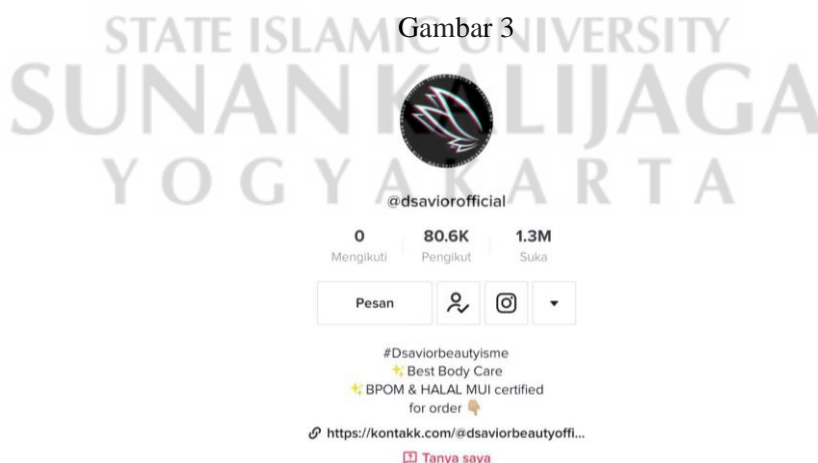 STATE ISLAMIC UNIVERSITY
Gambar 3
SUNAN KALIJAGA
YOGYAKARTA
@dsaviorofficial
0 80.6K 1.3M
Mengikuti Pengikut Suka
Pesan
#Dsaviorbeautyisme
✨Best Body Care
✨BPOM & HALAL MUI certified
for order 👇🏼
https://kontakk.com/@dsaviorbeautyoffi...
Tanya saya